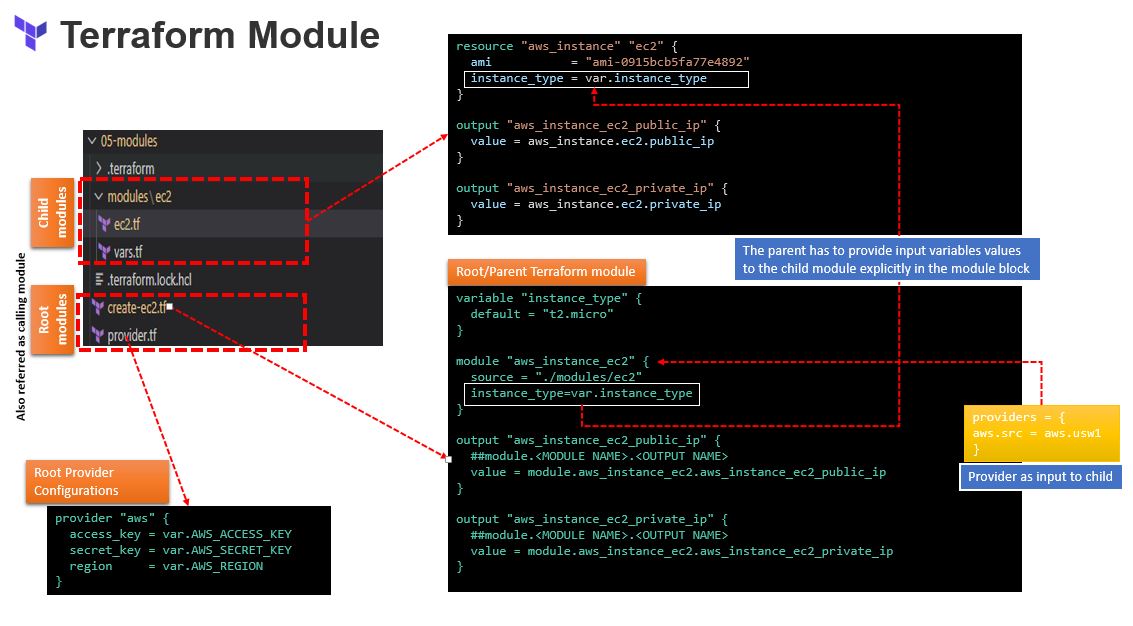 Terraform Module
05-modules
.terraform
modules\ec2
ec2.tf
vars.tf
.terraform.lock.hcl
create-ec2.tf
provider.tf
Child
modules
Root
modules
Also referred as calling module
resource "aws_instance" "ec2" {
ami = "ami-0915bcb5fa77e4892"
instance_type = var.instance_type
}
output "aws_instance_ec2_public_ip" {
value = aws_instance.ec2.public_ip
}
output "aws_instance_ec2_private_ip" {
value = aws_instance.ec2.private_ip
}
The parent has to provide input variables values
to the child module explicitly in the module block
Root/Parent Terraform module
variable "instance_type" {
default = "t2.micro"
}
module "aws_instance_ec2" {
source = "./modules/ec2"
instance_type=var.instance_type
}
output "aws_instance_ec2_public_ip" {
##module.<MODULE NAME>.<OUTPUT NAME>
value = module.aws_instance_ec2.aws_instance_ec2_public_ip
}
output "aws_instance_ec2_private_ip" {
##module.<MODULE NAME>.<OUTPUT NAME>
value = module.aws_instance_ec2.aws_instance_ec2_private_ip
}
providers = {
aws.src = aws.usw1
}
Provider as input to child
Root Provider
Configurations
provider "aws" {
access_key = var.AWS_ACCESS_KEY
secret_key = var.AWS_SECRET_KEY
region = var.AWS_REGION
}